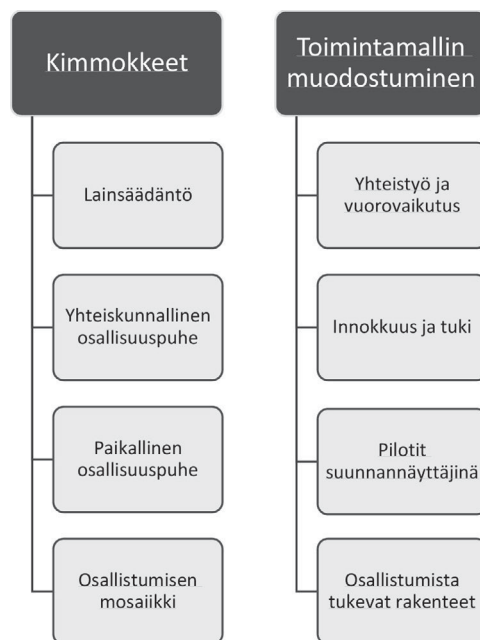 Kimmokkeet
Lainsäädäntö
Yhteiskunnallinen
osallisuuspuhe
Paikallinen
osallisuuspuhe
Osallistumisen
mosaiikki
Toimintamallin
muodostuminen
Yhteistyö ja
vuorovaikutus
Innokkuus ja tuki
Pilotit
suunnannäyttäjinä
Osallistumista
tukevat rakenteet